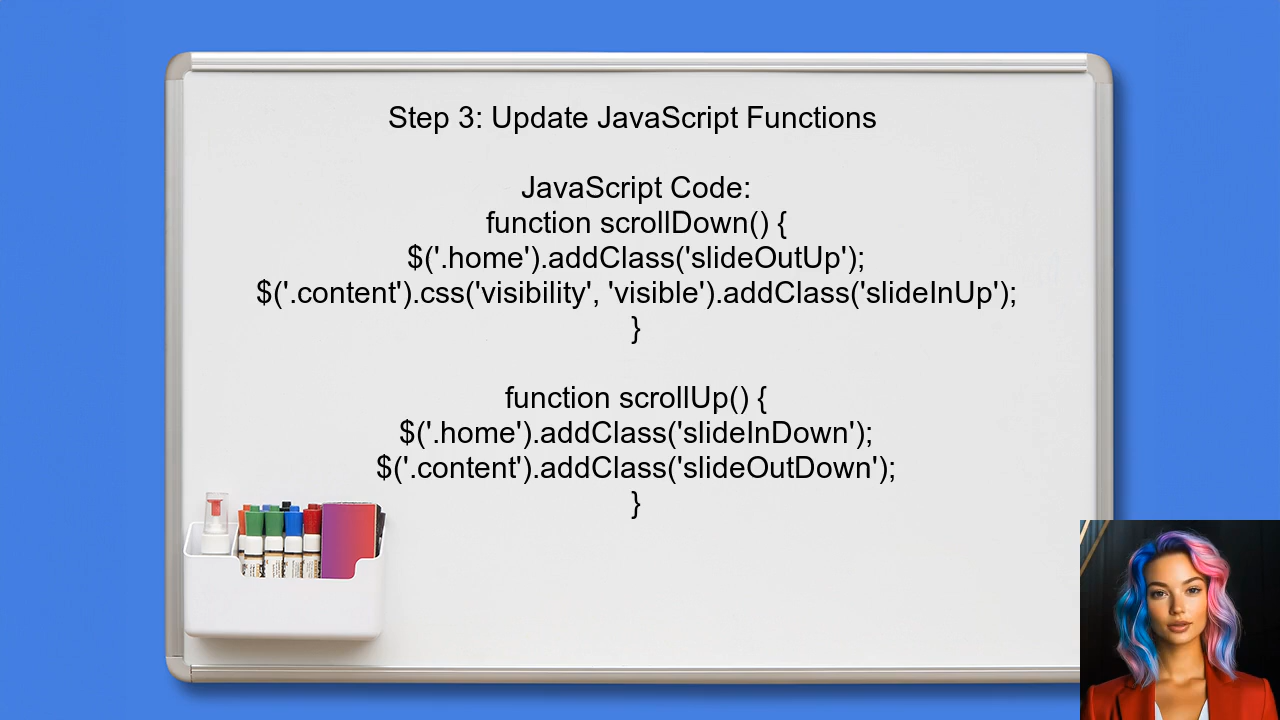 Step 3: Update JavaScript Functions
JavaScript Code:
function scrollDown() {
$('.home').addClass('slideOutUp');
$('.content').css('visibility', 'visible').addClass('slideInUp');
}
function scrollUp() {
$('.home').addClass('slideInDown');
$('.content').addClass('slideOutDown');
}